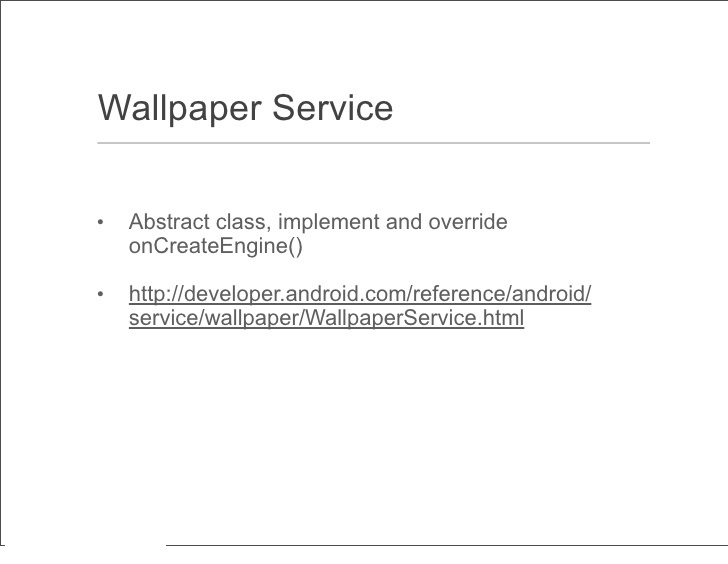 Wallpaper Service
• Abstract class, implement and override
onCreateEngine()
• http://developer.android.com/reference/android/
service/wallpaper/WallpaperService.html